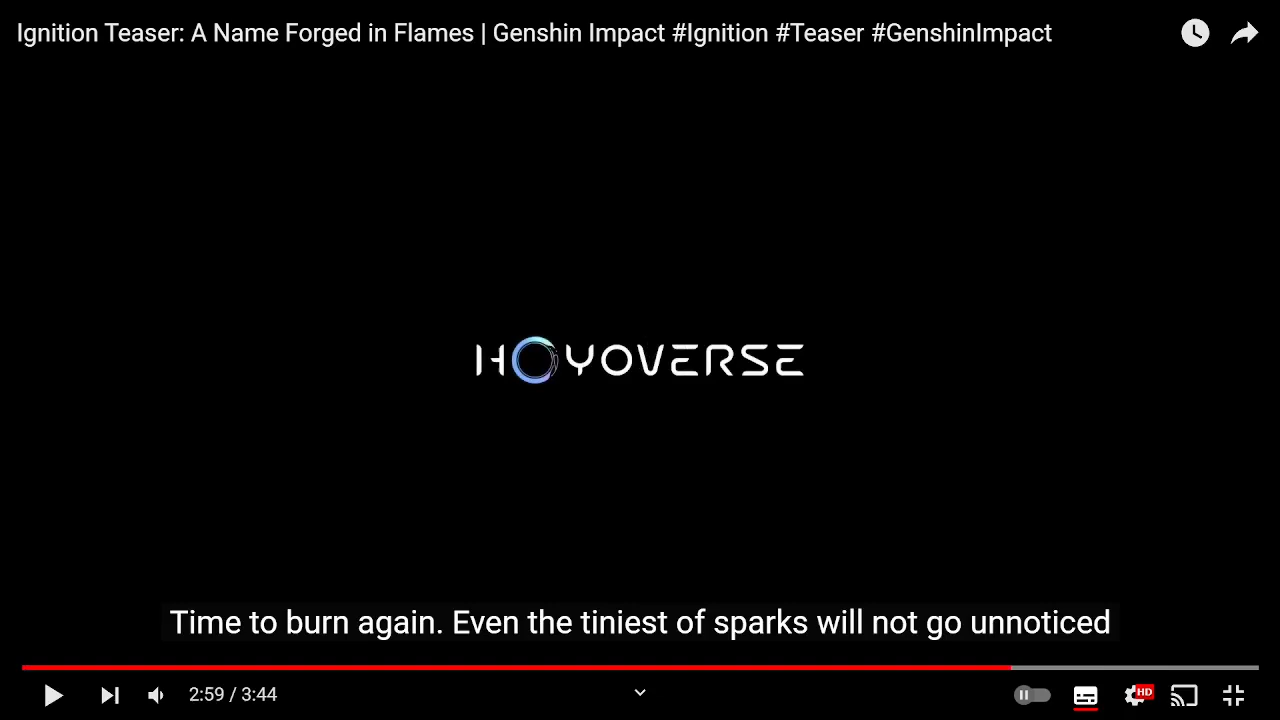 Ignition Teaser: A Name Forged in Flames | Genshin Impact #Ignition #Teaser #GenshinImpact
HOYOVERSE
Time to burn again. Even the tiniest of sparks will not go unnoticed
2:59 / 3:44
HD